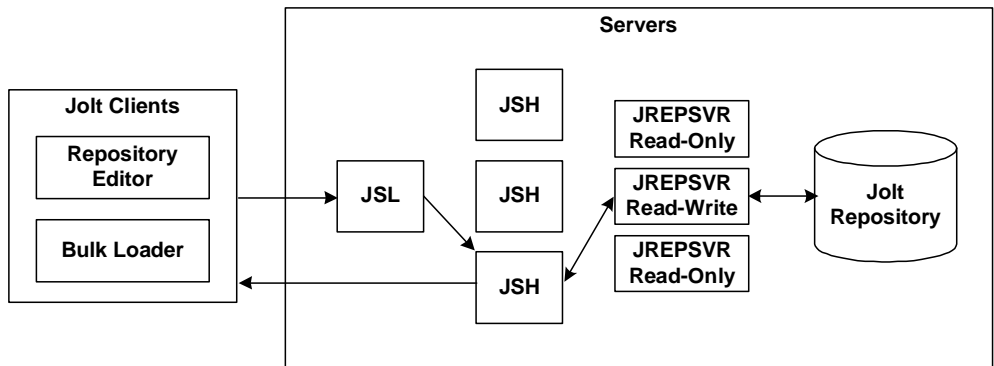 Servers
Jolt Clients
Repository
Editor
Bulk Loader
JSL
JSH
JSH
JSH
JREPSVR
Read-Only
JREPSVR
Read-Write
JREPSVR
Read-Only
Jolt
Repository